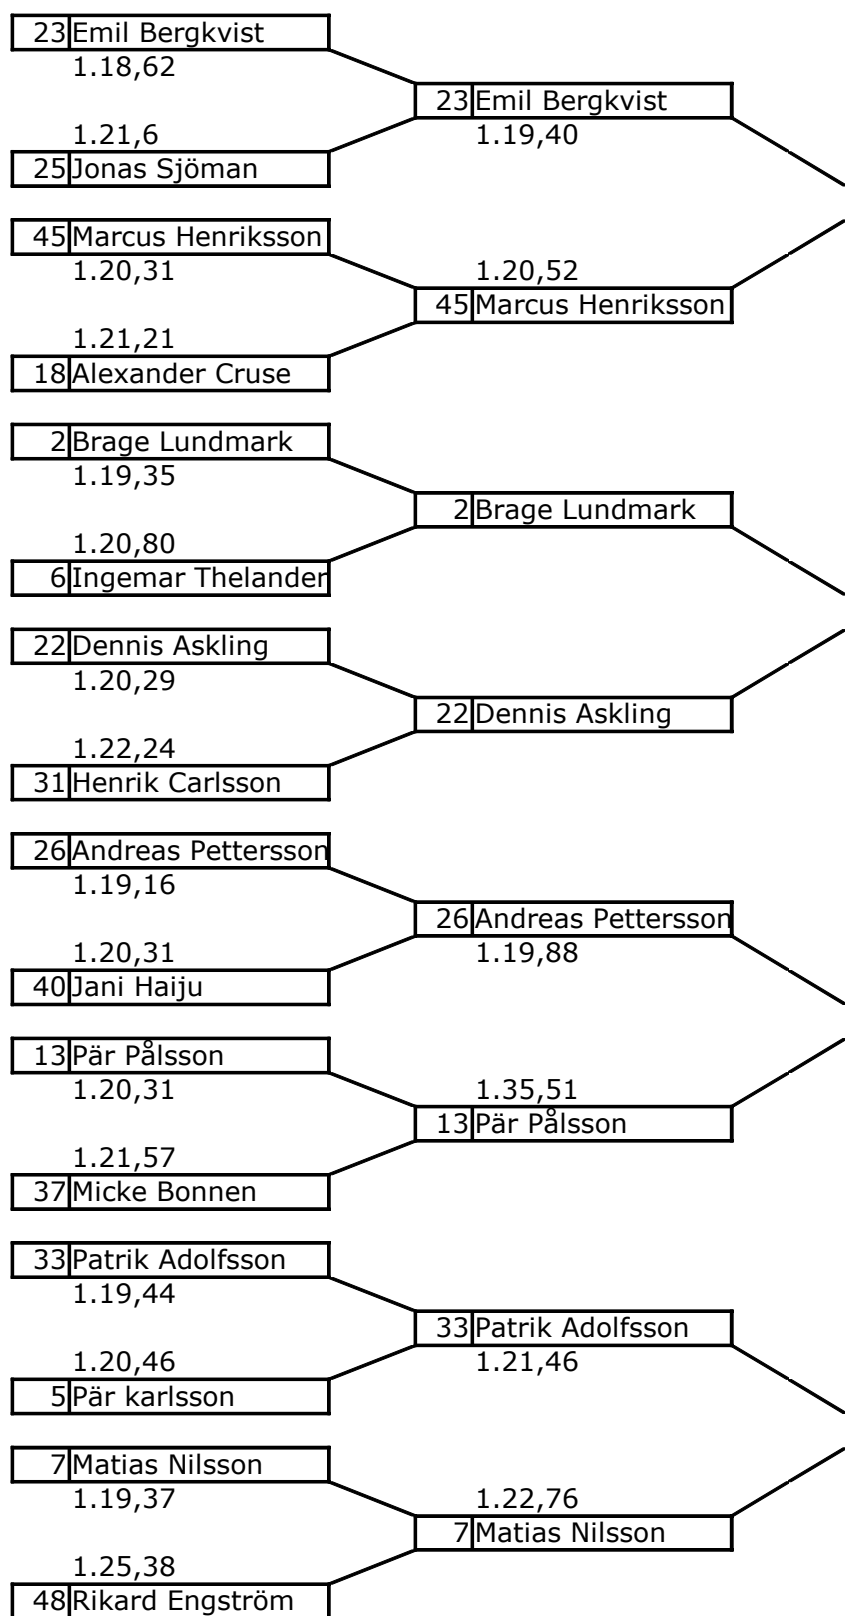 23 Emil Bergkvist
1.18,62
23 Emil Bergkvist
1.21,6 1.19,40
25 Jonas Sjöman
45 Marcus Henriksson
1.20,31 1.20,52
45 Marcus Henriksson
1.21,21
18 Alexander Cruse
2 Brage Lundmark
1.19,35
2 Brage Lundmark
1.20,80
6 Ingemar Thelander
22 Dennis Askling
1.20,29
22 Dennis Askling
1.22,24
31 Henrik Carlsson
26 Andreas Pettersson
1.19,16
26 Andreas Pettersson
1.20,31 1.19,88
40 Jani Haiju
13 Pär Pålsson
1.20,31 1.35,51
13 Pär Pålsson
1.21,57
37 Micke Bonnen
33 Patrik Adolfsson
1.19,44
33 Patrik Adolfsson
1.20,46 1.21,46
5 Pär karlsson
7 Matias Nilsson
1.19,37 1.22,76
7 Matias Nilsson
1.25,38
48 Rikard Engström